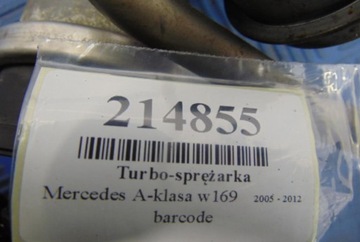 214855
Turbo-sprężarka
Mercedes A-klasa w169 2005 - 2012
barcode